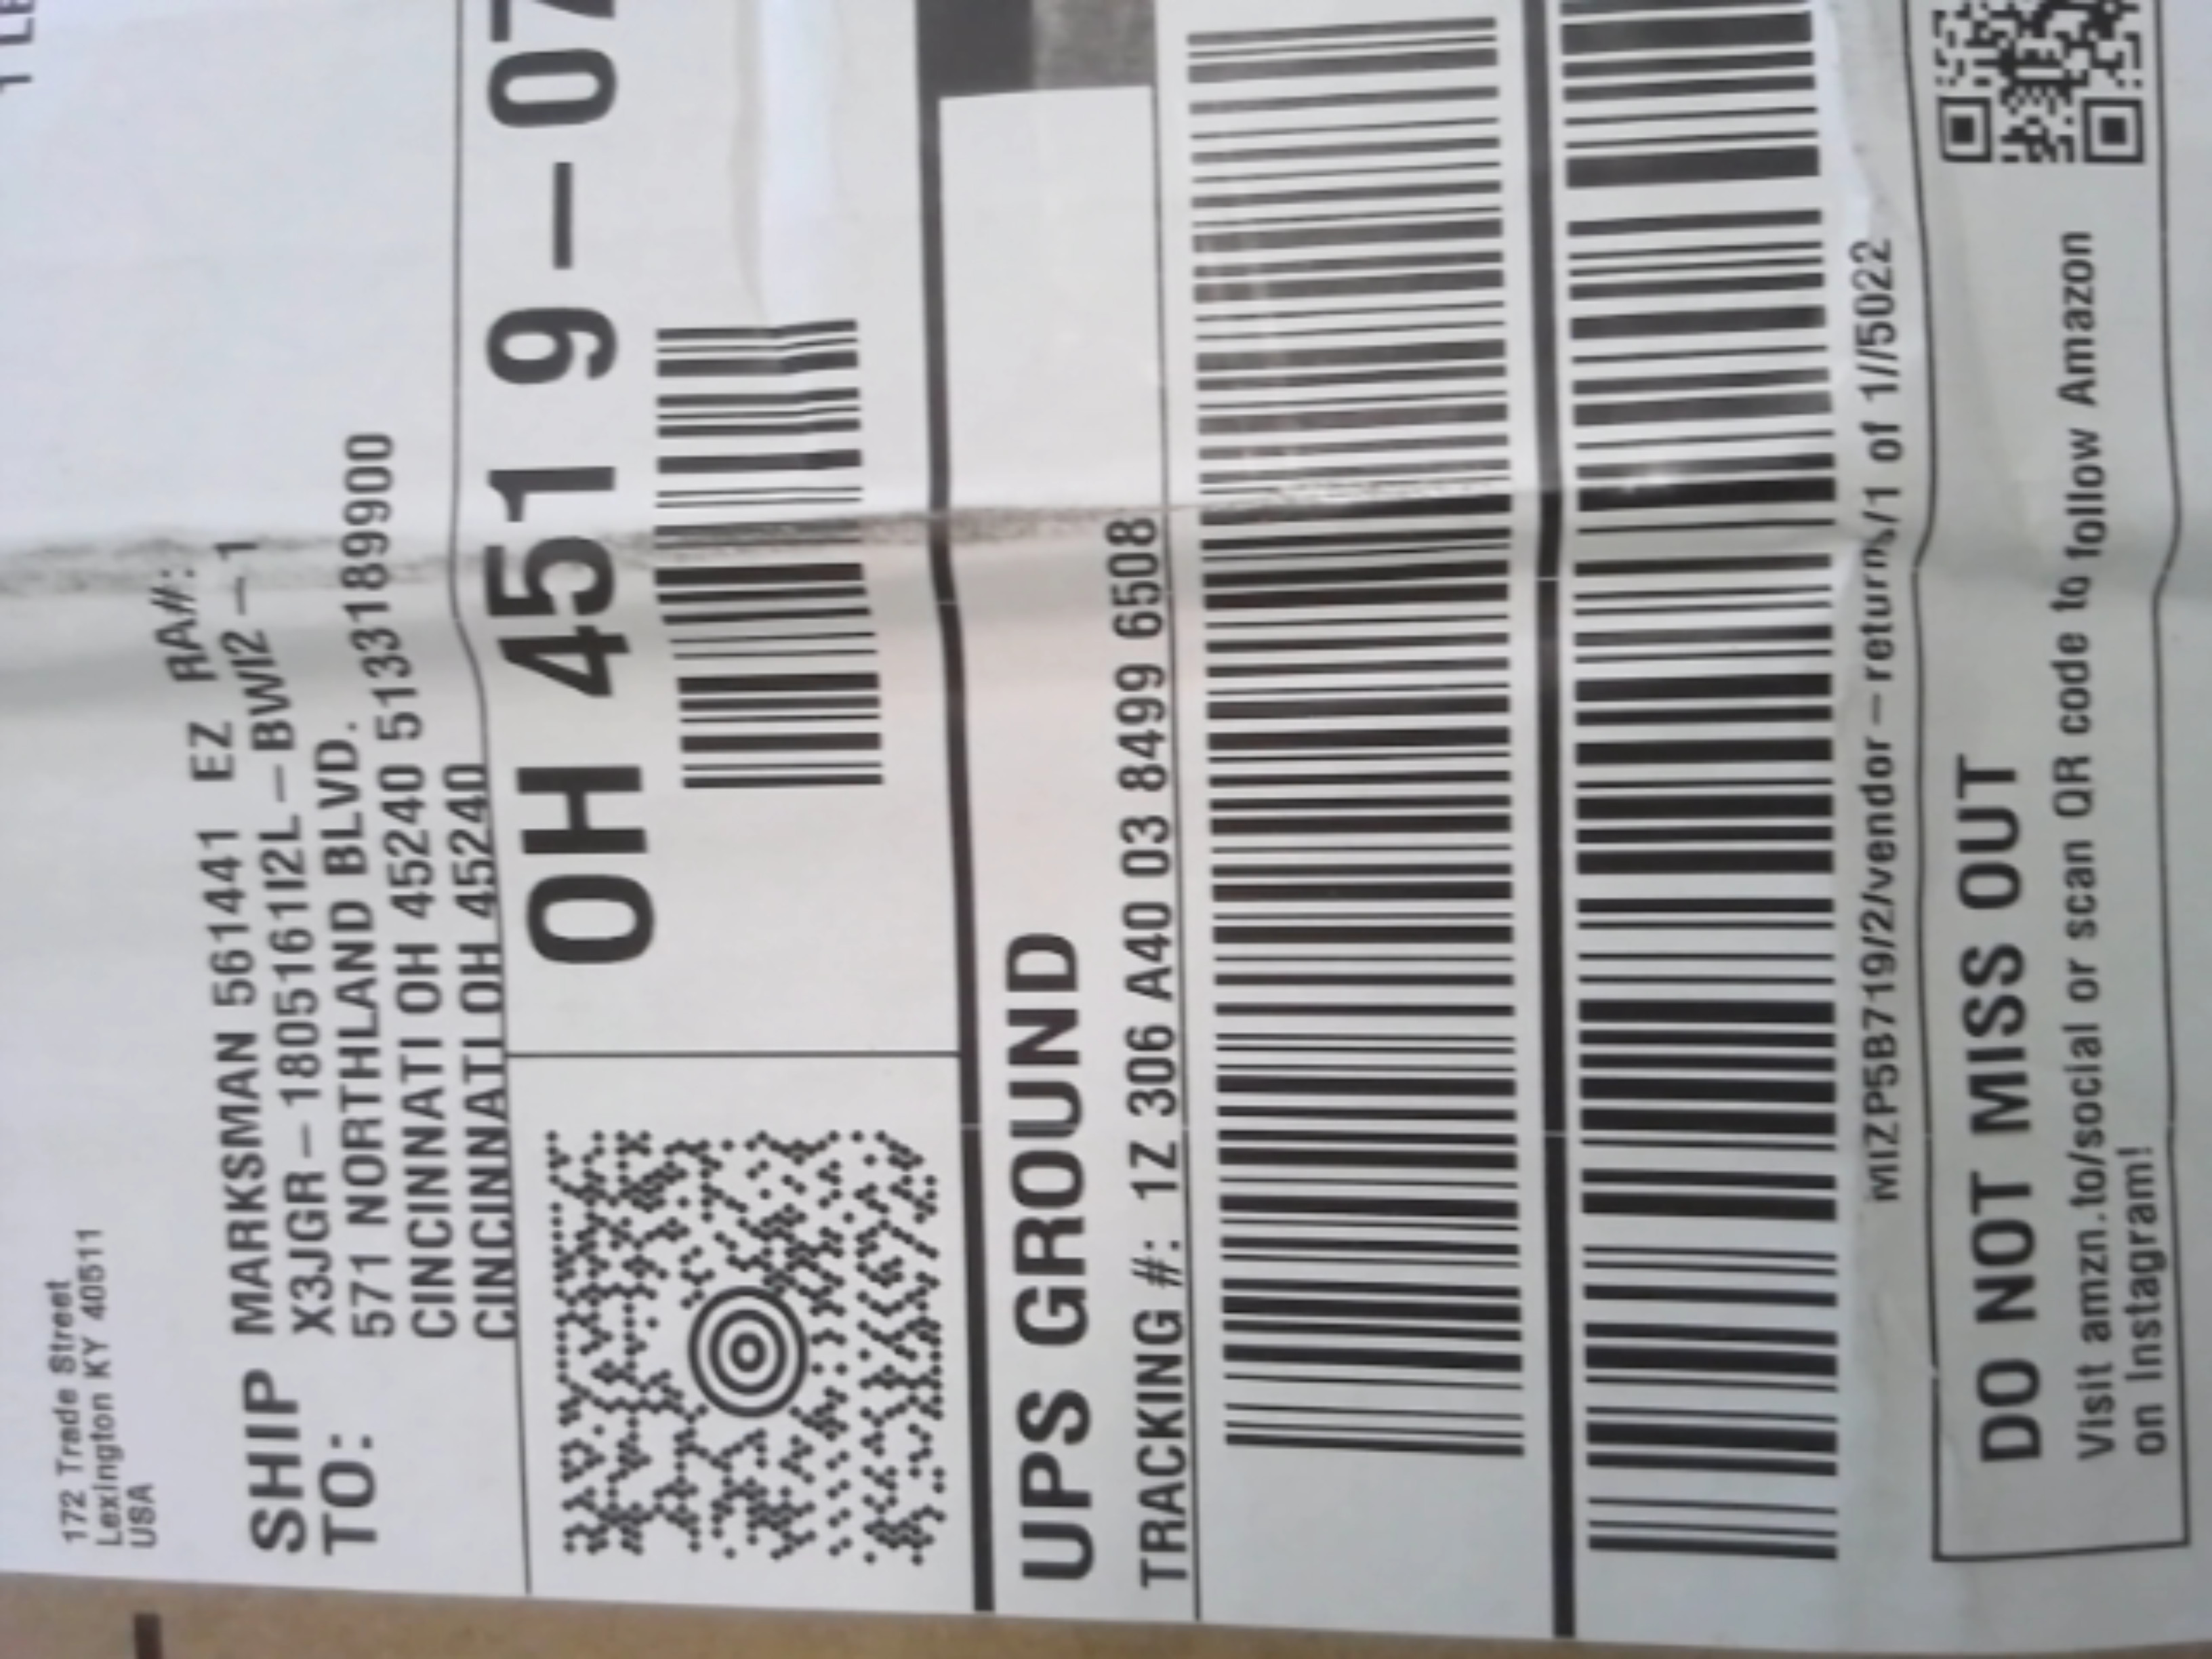 172 Trade Street
Lexington KY 40511
USA
SHIP TO:
MARKSMAN 561441 EZ RA#:
X3JGR-180516112L-BWI2-1
571 NORTHLAND BLVD.
CINCINNATI OH 45240 5133189900
CINCINNATI OH 45240
OH 451 9-07
UPS GROUND
TRACKING #: 1Z 306 A40 03 8499 6508
MIZP5B719/2/vendor-returns/1 of 1//5022
DO NOT MISS OUT
Visit amzn.to/social or scan QR code to follow Amazon
on Instagram!